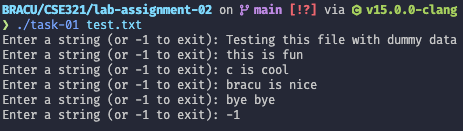 BRACU/CSE321/lab-assignment-02 on main [!?] via C v15.0.0-clang
❯ ./task-01 test.txt
Enter a string (or -1 to exit): Testing this file with dummy data
Enter a string (or -1 to exit): this is fun
Enter a string (or -1 to exit): c is cool
Enter a string (or -1 to exit): bracu is nice
Enter a string (or -1 to exit): bye bye
Enter a string (or -1 to exit): -1